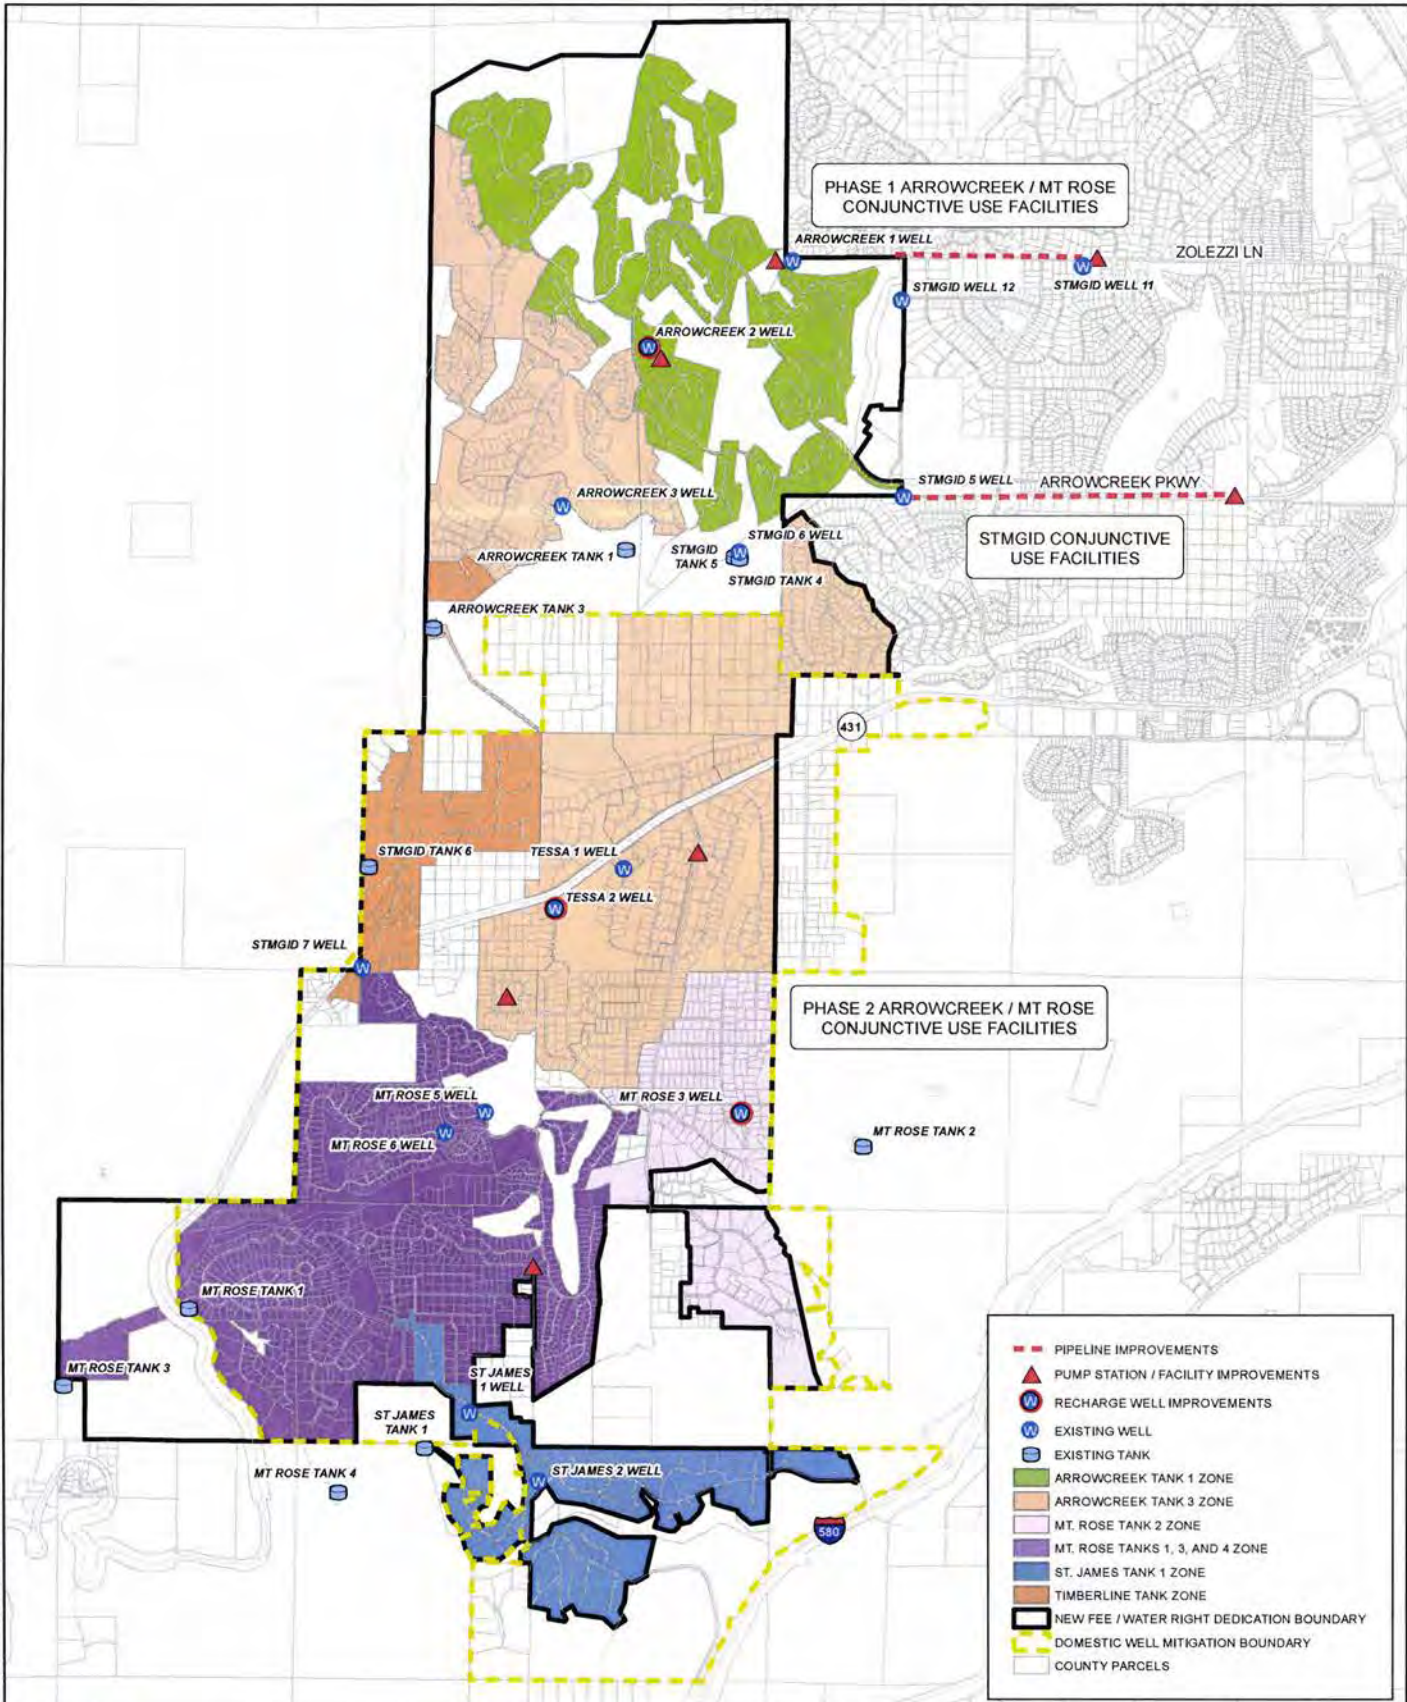 PHASE 1 ARROWCREEK / MT ROSE
CONJUNCTIVE USE FACILITIES
ARROWCREEK 1 WELL
W
ZOLEZZI LN
W
STMGID WELL 11
STMGID WELL 12
W
ARROWCREEK 2 WELL
W
STMGID 5 WELL
ARROWCREEK PKWY
W
ARROWCREEK 3 WELL
W
STMGID CONJUNCTIVE
USE FACILITIES
STMGID 6 WELL
W
ARROWCREEK TANK 1
STMGID
TANK 5
STMGID TANK 4
ARROWCREEK TANK 3
431
STMGID TANK 6
TESSA 1 WELL
W
TESSA 2 WELL
W
STMGID 7 WELL
W
PHASE 2 ARROWCREEK / MT ROSE
CONJUNCTIVE USE FACILITIES
MT ROSE 5 WELL
W
MT ROSE 3 WELL
W
MT ROSE 6 WELL
W
MT ROSE TANK 2
MT ROSE TANK 1
MT ROSE TANK 3
ST JAMES
1 WELL
W
ST JAMES
TANK 1
MT ROSE TANK 4
ST JAMES 2 WELL
W
580
PIPELINE IMPROVEMENTS
PUMP STATION / FACILITY IMPROVEMENTS
W RECHARGE WELL IMPROVEMENTS
W EXISTING WELL
EXISTING TANK
ARROWCREEK TANK 1 ZONE
ARROWCREEK TANK 3 ZONE
MT. ROSE TANK 2 ZONE
MT. ROSE TANKS 1, 3, AND 4 ZONE
ST. JAMES TANK 1 ZONE
TIMBERLINE TANK ZONE
NEW FEE / WATER RIGHT DEDICATION BOUNDARY
DOMESTIC WELL MITIGATION BOUNDARY
COUNTY PARCELS